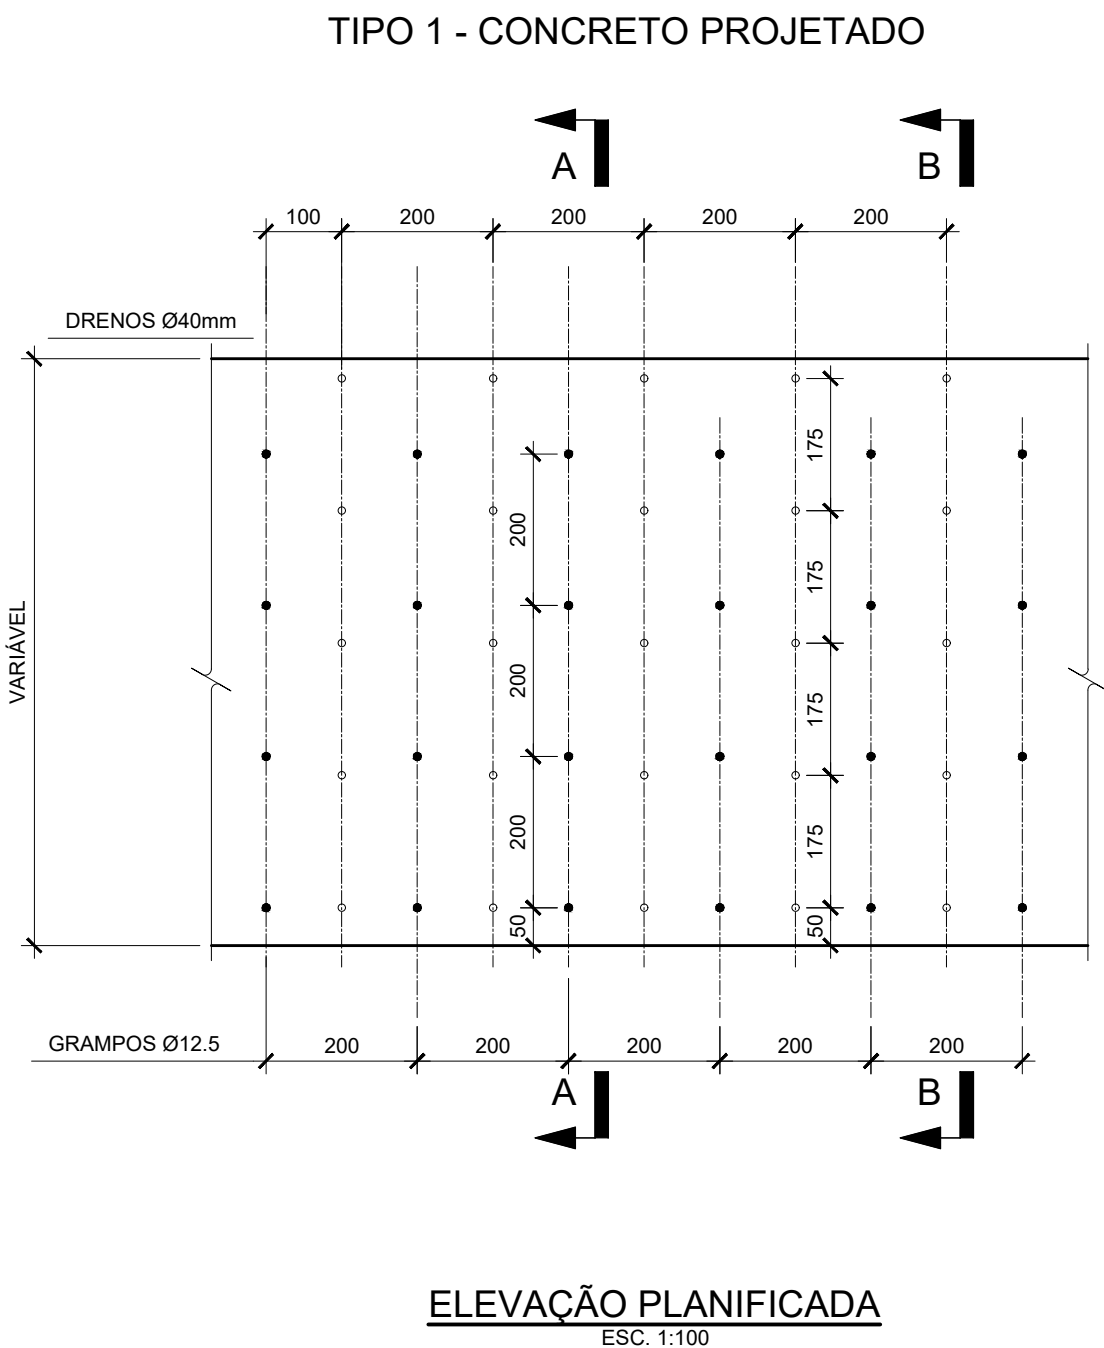 TIPO 1 - CONCRETO PROJETADO
A
B
100
200
200
200
200
DRENOS Ø40mm
175
200
175
VARIÁVEL
200
175
200
175
50
50
GRAMPOS Ø12.5
200
200
200
200
200
A
B
ELEVAÇÃO PLANIFICADA
ESC. 1:100